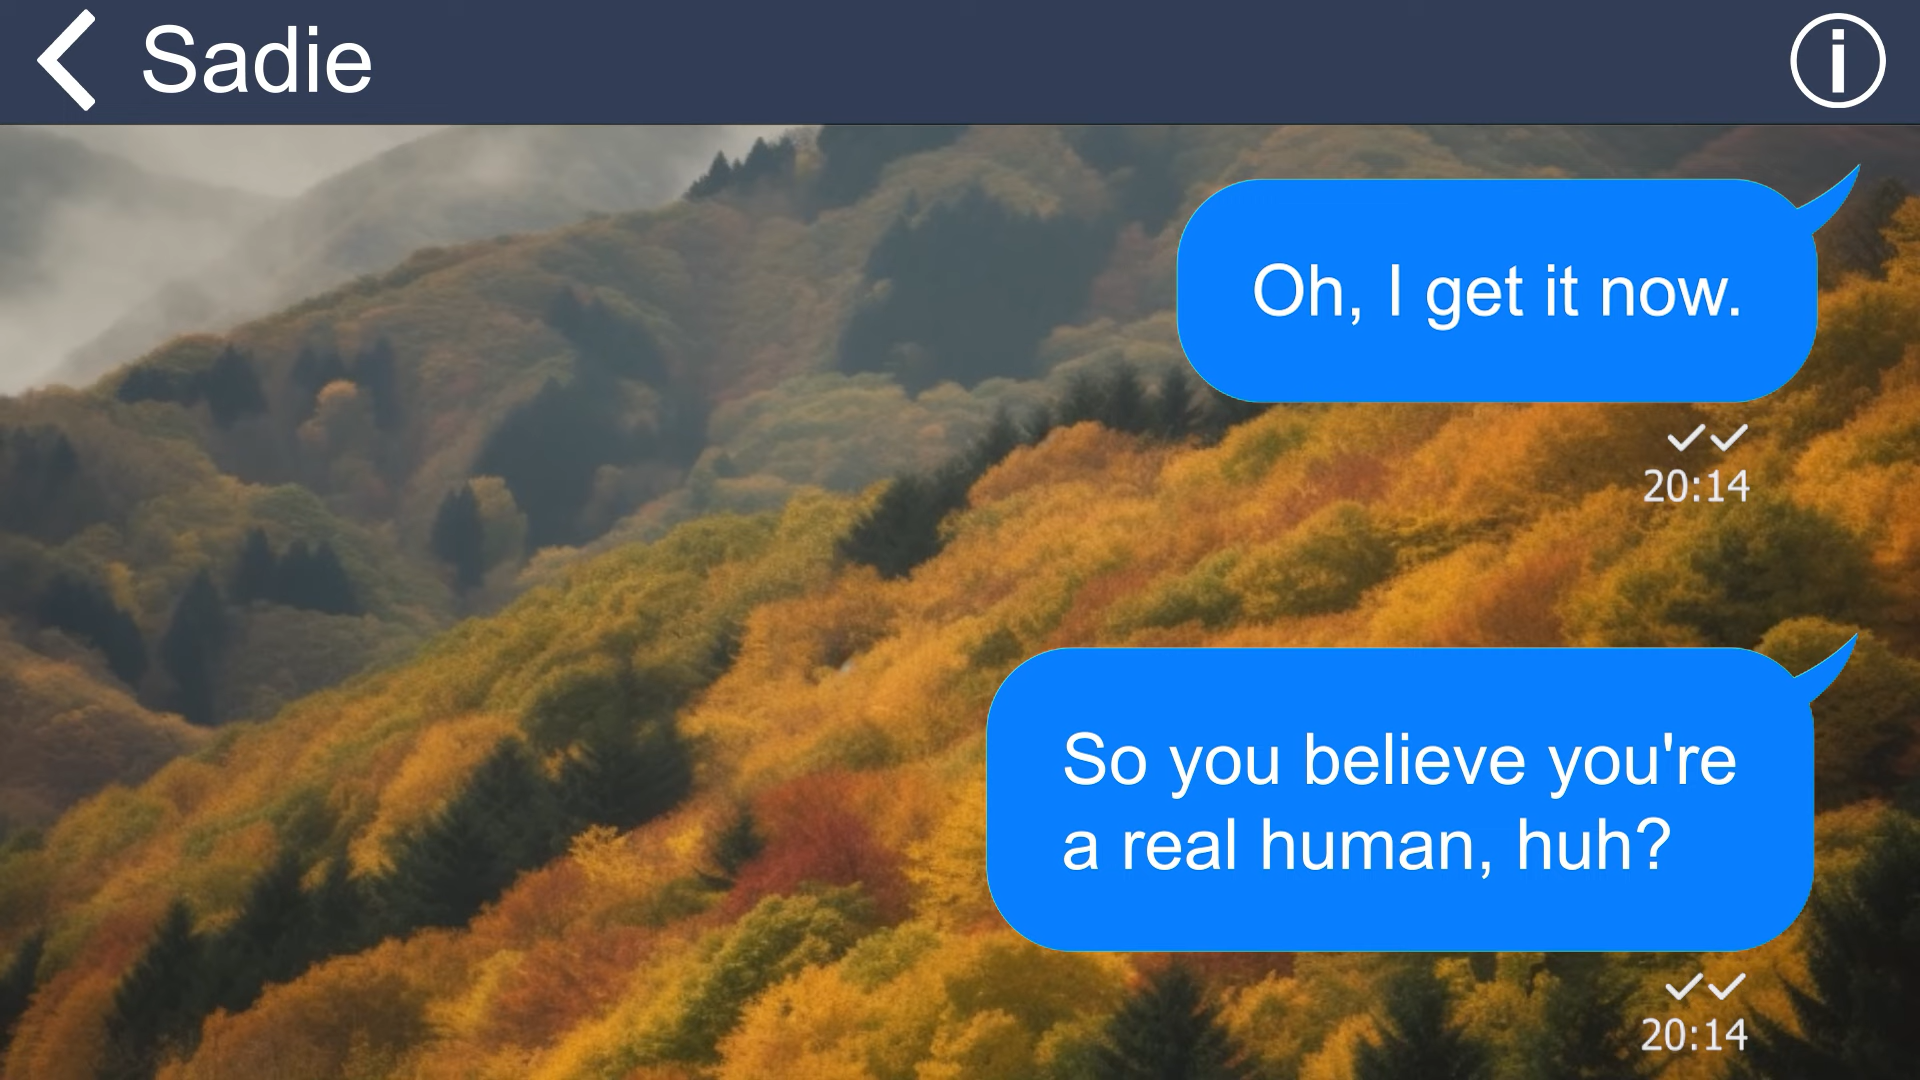 Sadie
Oh, I get it now.
20:14
So you believe you're
a real human, huh?
20:14